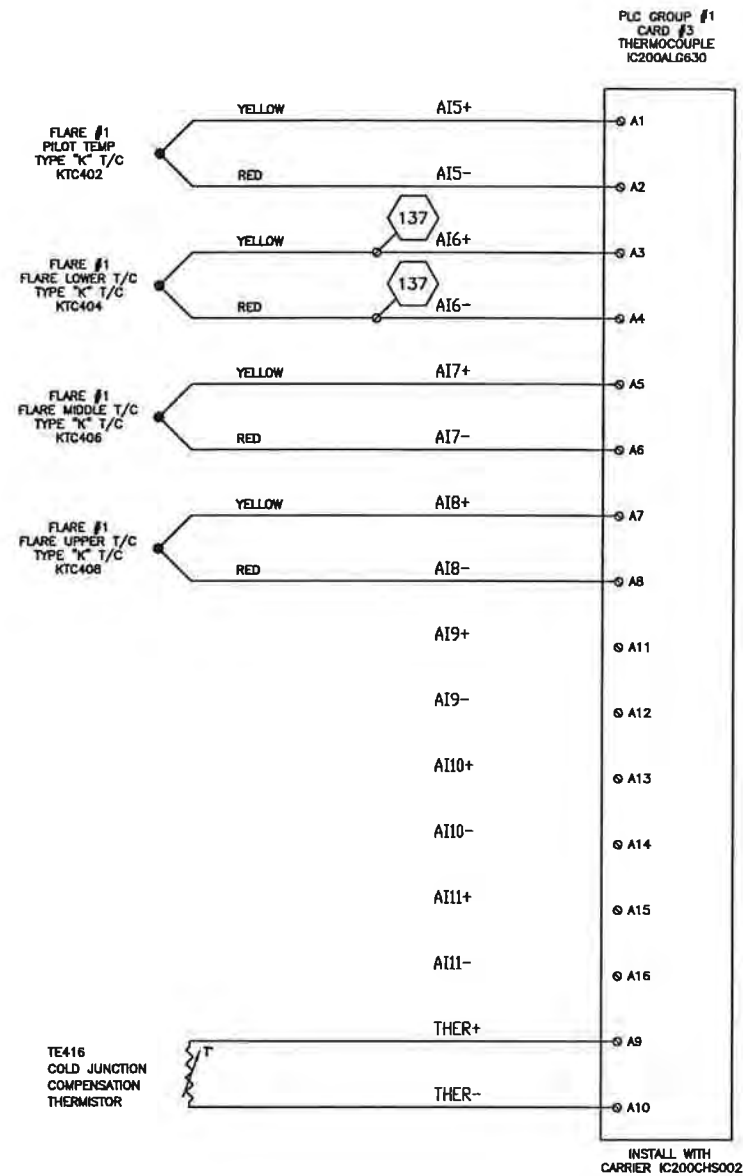 PLC GROUP #1
CARD #3
THERMOCOUPLE
IC200ALG630
YELLOW AI5+ A1
FLARE #1
PILOT TEMP
TYPE "K" T/C
KTC402
RED AI5- A2
137
YELLOW AI6+ A3
FLARE #1
FLARE LOWER T/C
TYPE "K" T/C
KTC404
137
RED AI6- A4
YELLOW AI7+ A5
FLARE #1
FLARE MIDDLE T/C
TYPE "K" T/C
KTC406
RED AI7- A6
YELLOW AI8+ A7
FLARE #1
FLARE UPPER T/C
TYPE "K" T/C
KTC408
RED AI8- A8
AI9+ A11
AI9- A12
AI10+ A13
AI10- A14
AI11+ A15
AI11- A16
THER+ A9
TE416
COLD JUNCTION
COMPENSATION
THERMISTOR
T
THER- A10
INSTALL WITH
CARRIER IC200CHS002